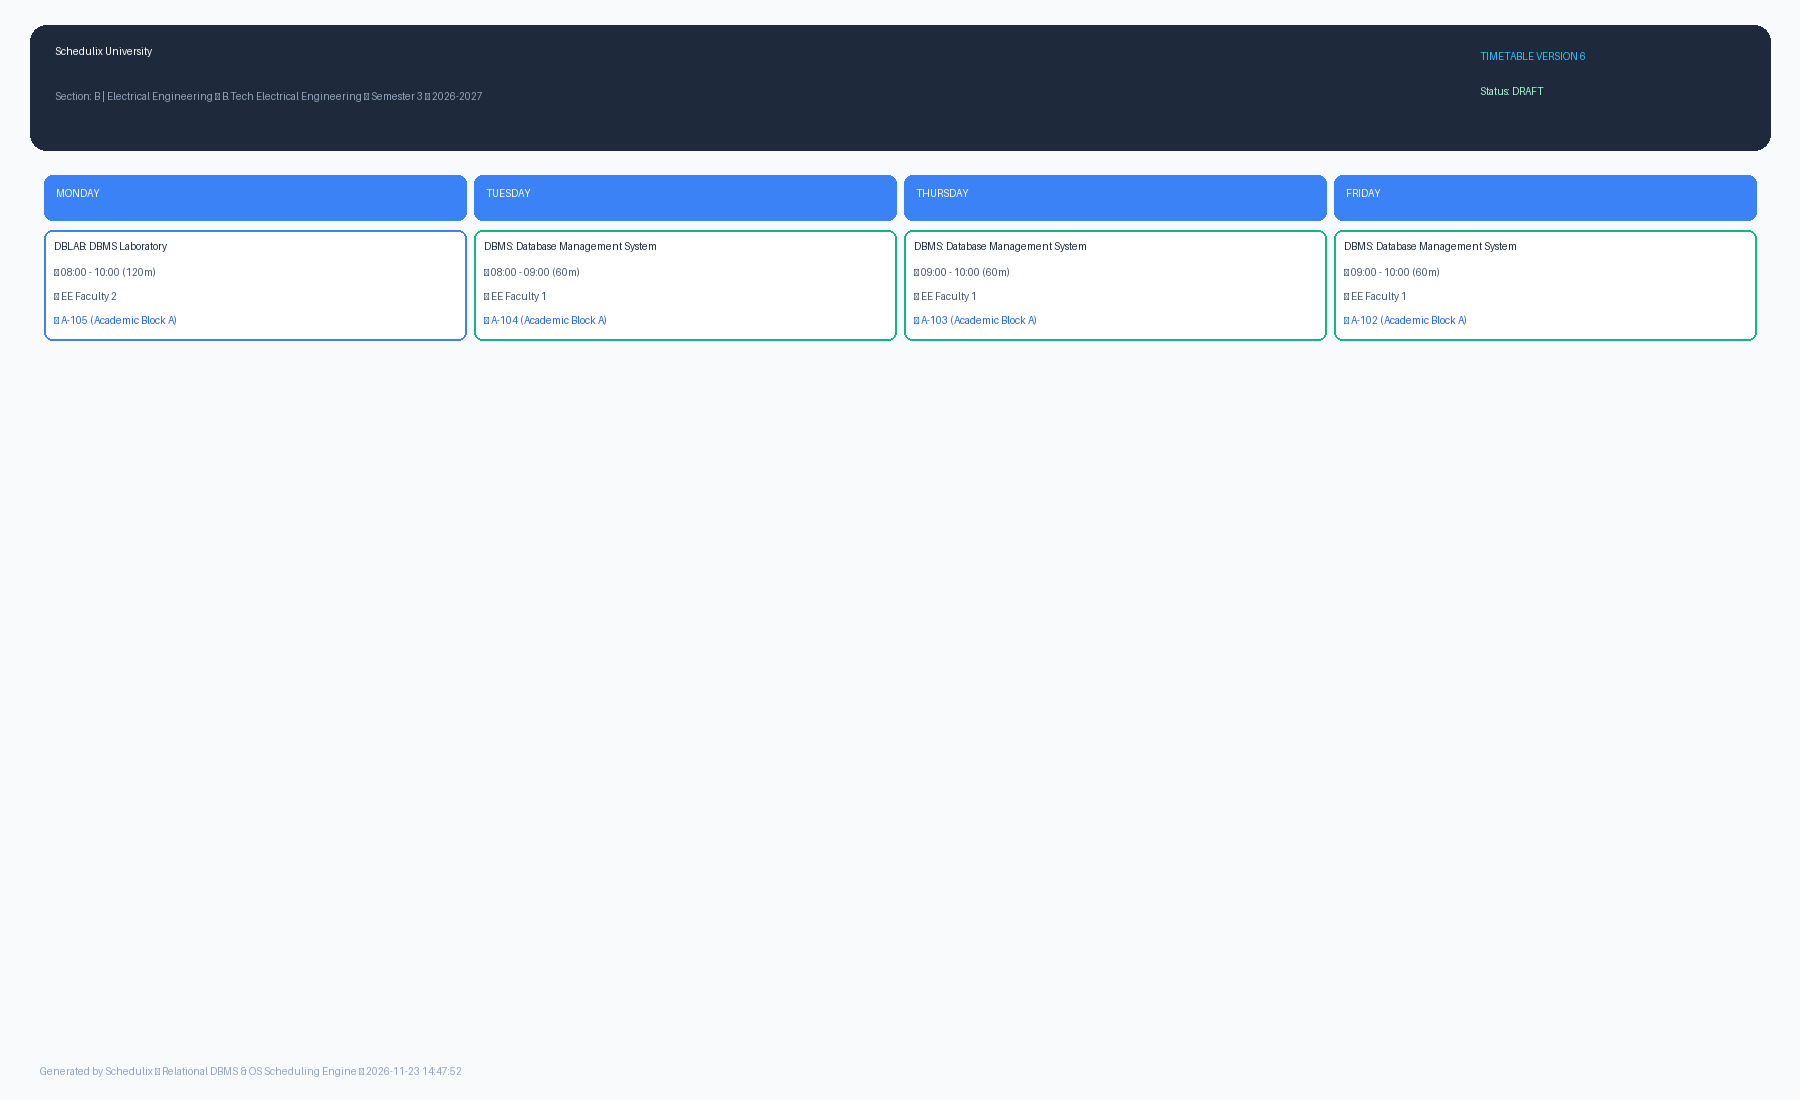 Schedulix University
TIMETABLE VERSION 6
Section: B | Electrical Engineering ▯ B.Tech Electrical Engineering ▯ Semester 3 ▯ 2026-2027
Status: DRAFT
MONDAY
DBLAB: DBMS Laboratory
▯ 08:00 - 10:00 (120m)
▯ EE Faculty 2
▯ A-105 (Academic Block A)
TUESDAY
DBMS: Database Management System
▯ 08:00 - 09:00 (60m)
▯ EE Faculty 1
▯ A-104 (Academic Block A)
THURSDAY
DBMS: Database Management System
▯ 09:00 - 10:00 (60m)
▯ EE Faculty 1
▯ A-103 (Academic Block A)
FRIDAY
DBMS: Database Management System
▯ 09:00 - 10:00 (60m)
▯ EE Faculty 1
▯ A-102 (Academic Block A)
Generated by Schedulix ▯ Relational DBMS & OS Scheduling Engine ▯ 2026-11-23 14:47:52